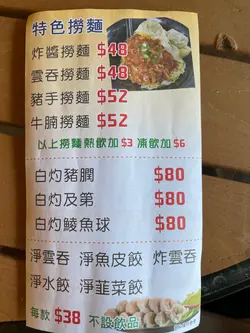 特色撈麵
炸醬撈麵 $48
雲吞撈麵 $48
豬手撈麵 $52
牛腩撈麵 $52
以上撈麵熱飲加 $3 凍飲加 $6
白灼豬膶 $80
白灼及第 $80
白灼鯪魚球 $80
淨雲吞 淨魚皮餃 炸雲吞
淨水餃 淨韮菜餃
每款 $38 不設飲品